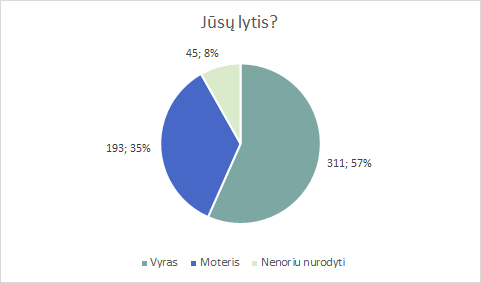 Jūsų lytis?
45; 8%
193; 35%
311; 57%
Vyras Moteris Nenoriu nurodyti